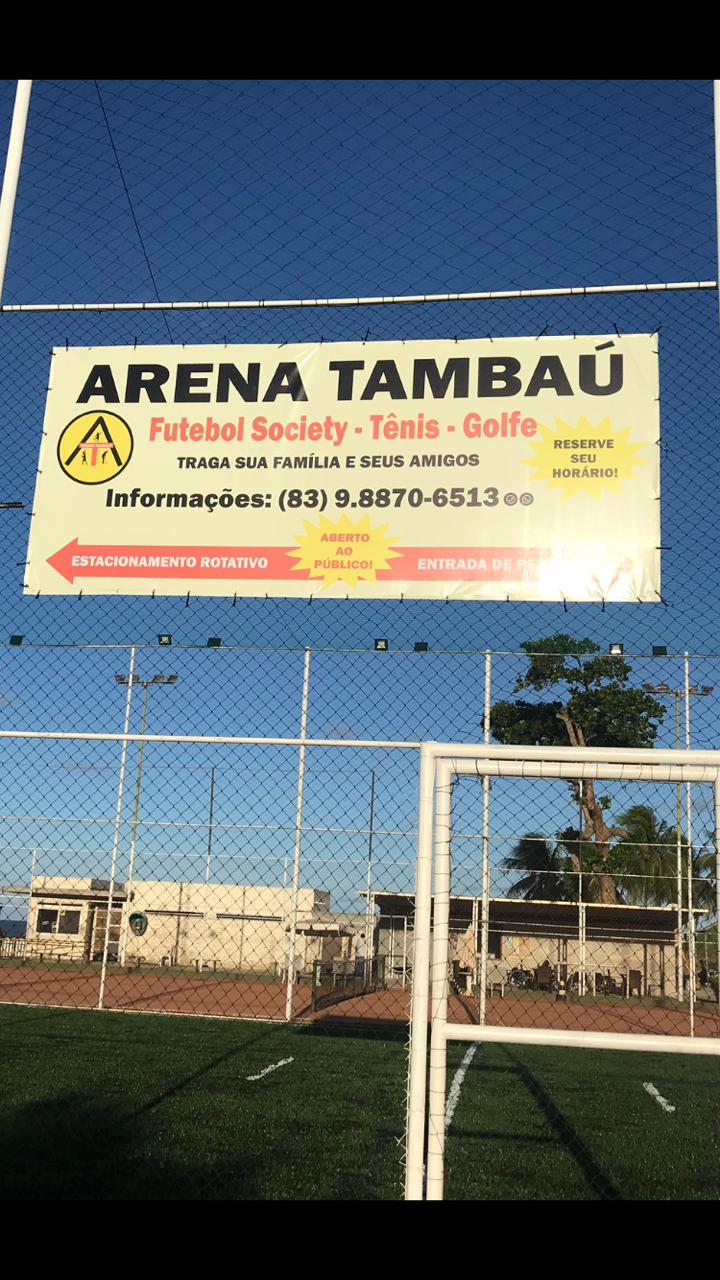 ARENA TAMBAÚ
Futebol Society - Tênis - Golfe
TRAGA SUA FAMÍLIA E SEUS AMIGOS
RESERVE
SEU
HORÁRIO!
Informações: (83) 9.8870-6513
ABERTO
AO
PÚBLICO!
ESTACIONAMENTO ROTATIVO
ENTRADA DE